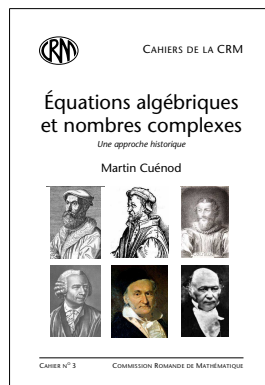 CRM
CAHIERS DE LA CRM
Équations algébriques
et nombres complexes
Une approche historique
Martin Cuénod
CAHIER N° 3
COMMISSION ROMANDE DE MATHÉMATIQUE